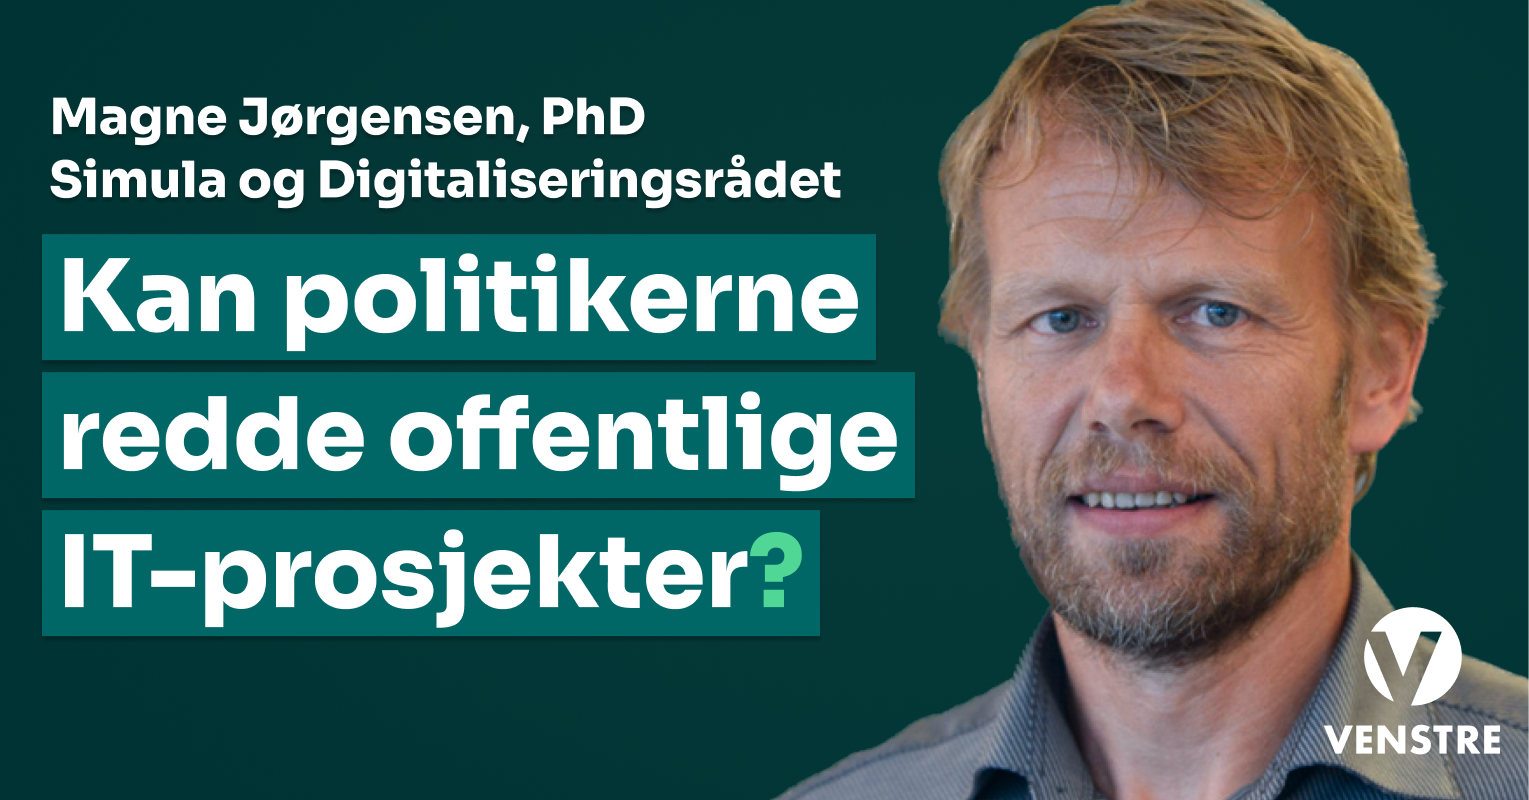 Magne Jørgensen, PhD
Simula og Digitaliseringsrådet
Kan politikerne
redde offentlige
IT-prosjekter?
V
VENSTRE